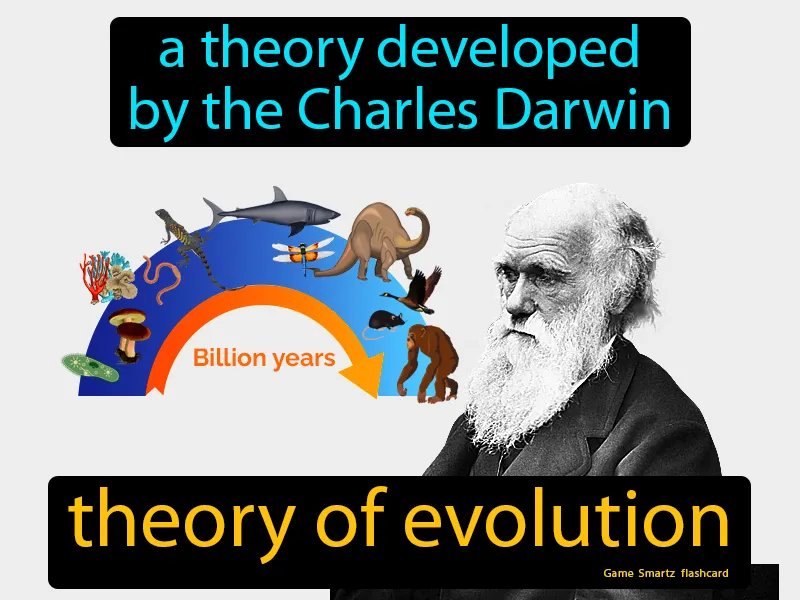 a theory developed
by the Charles Darwin
Billion years
theory of evolution
Game Smartz flashcard